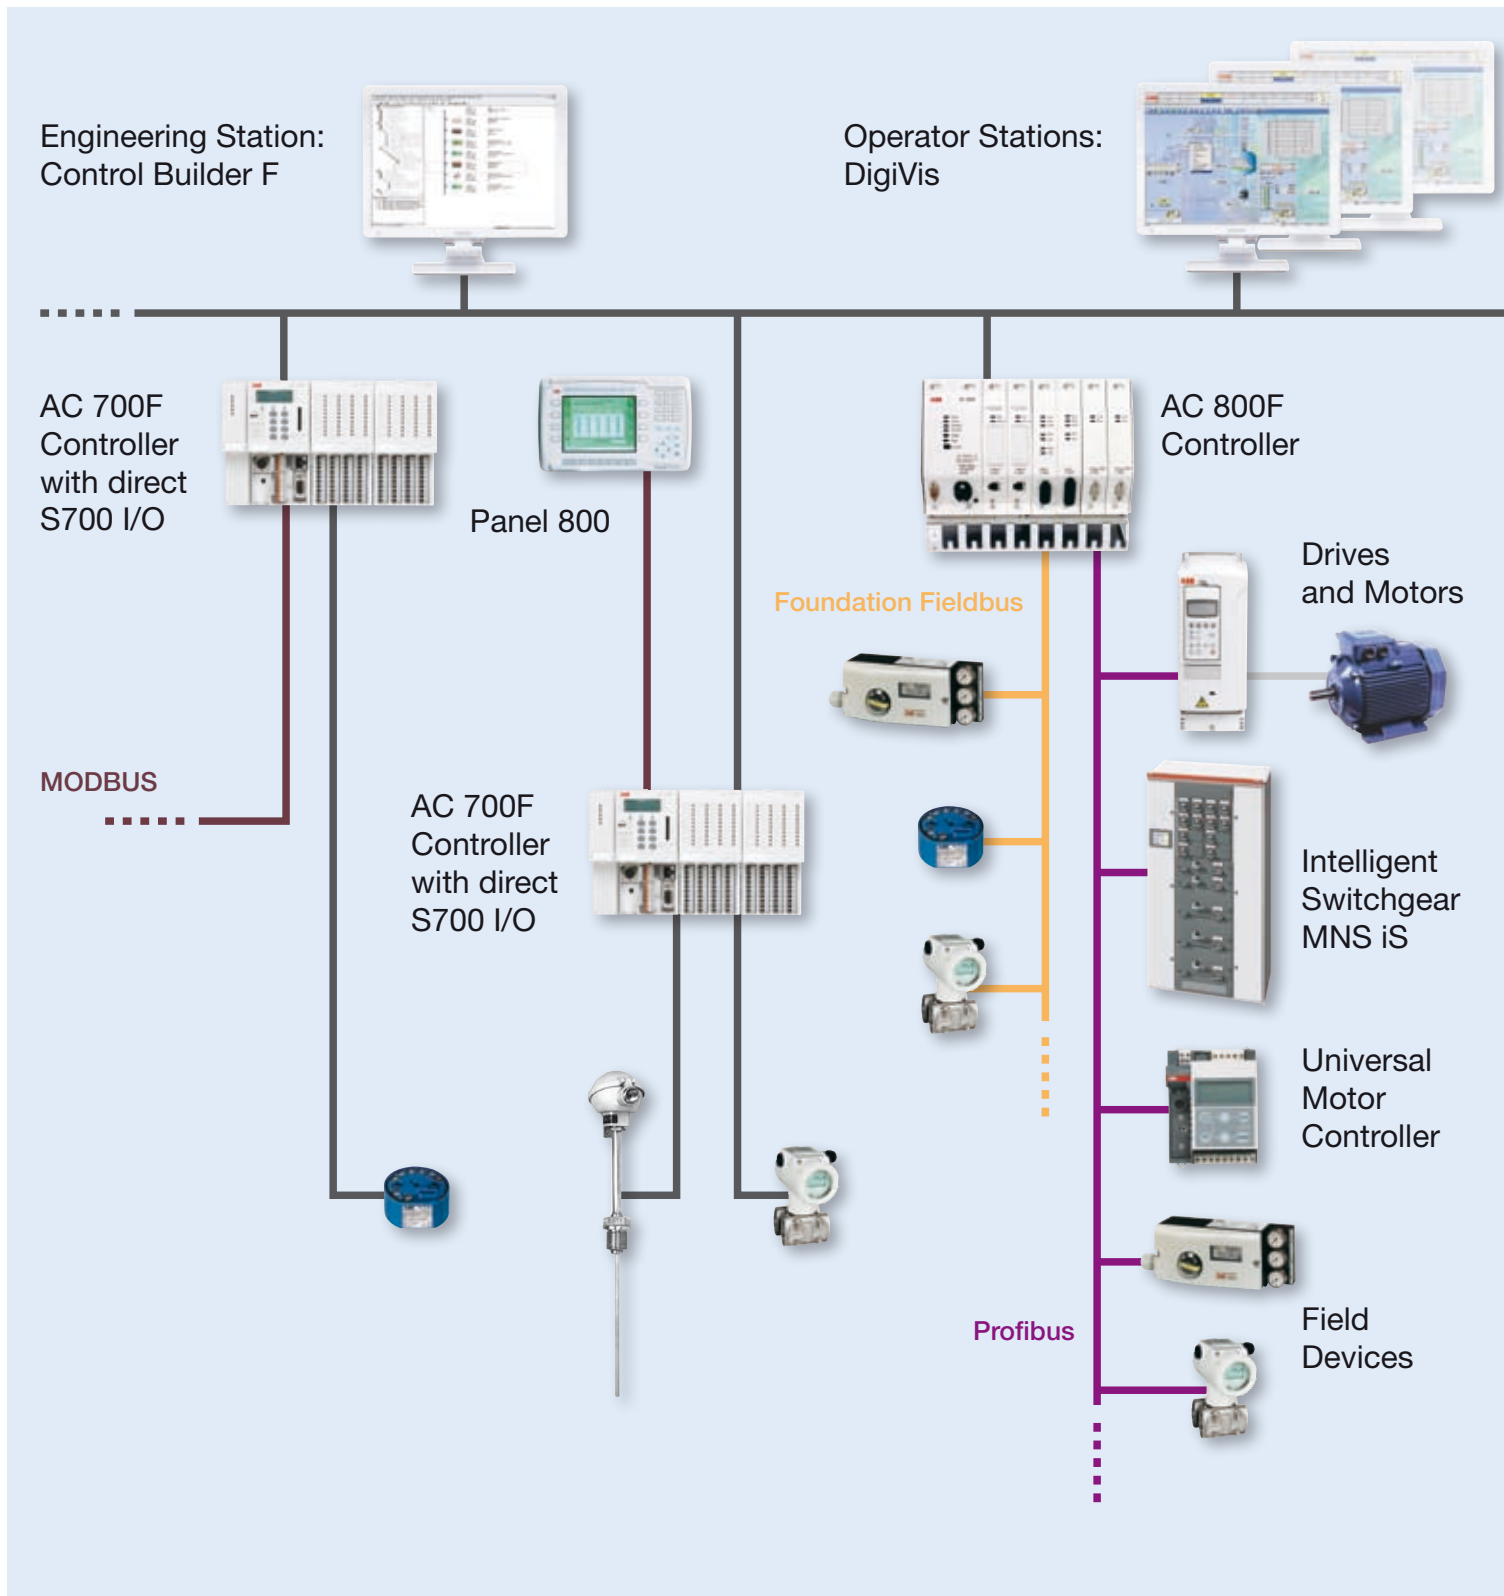 Engineering Station:
Control Builder F
Operator Stations:
DigiVis
AC 700F
Controller
with direct
S700 I/O
Panel 800
AC 800F
Controller
Foundation Fieldbus
Drives
and Motors
MODBUS
AC 700F
Controller
with direct
S700 I/O
Intelligent
Switchgear
MNS iS
Universal
Motor
Controller
Profibus
Field
Devices